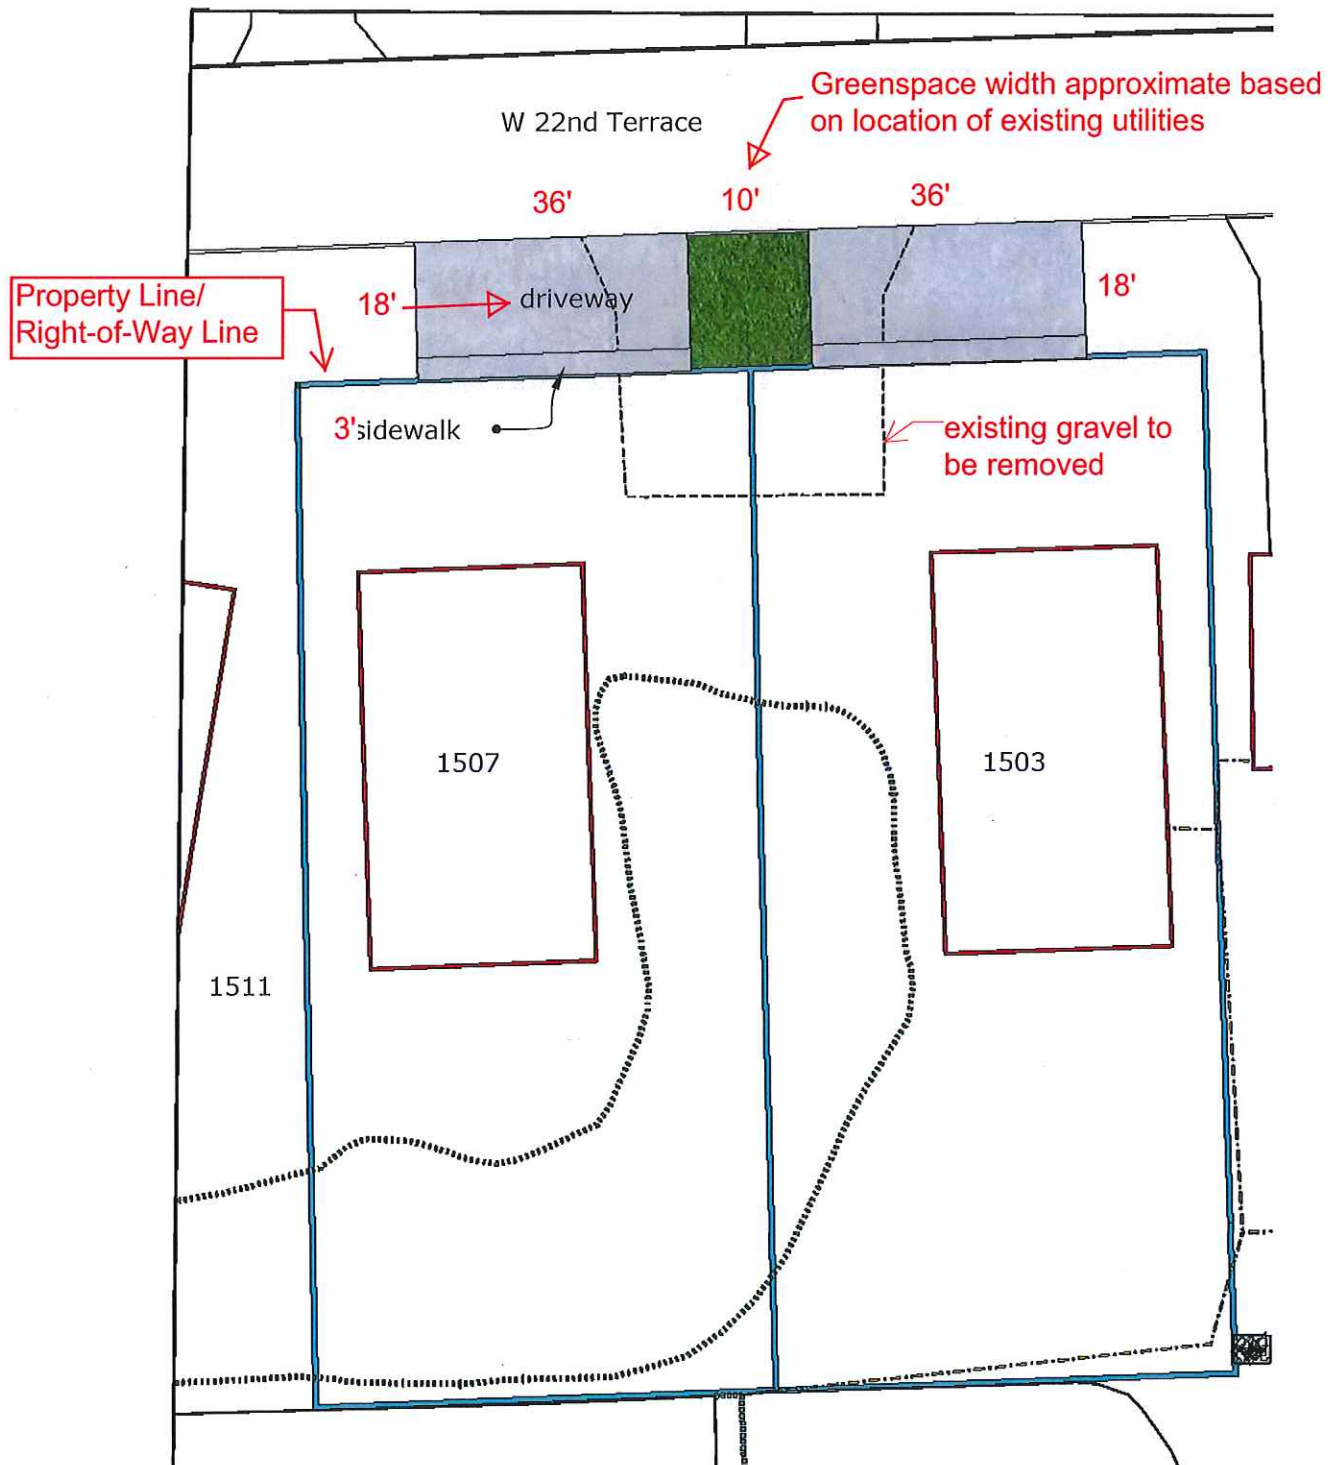 Greenspace width approximate based
on location of existing utilities
W 22nd Terrace
36'
10'
36'
Property Line/
Right-of-Way Line
18'
driveway
18'
3'
sidewalk
existing gravel to
be removed
1507
1503
1511